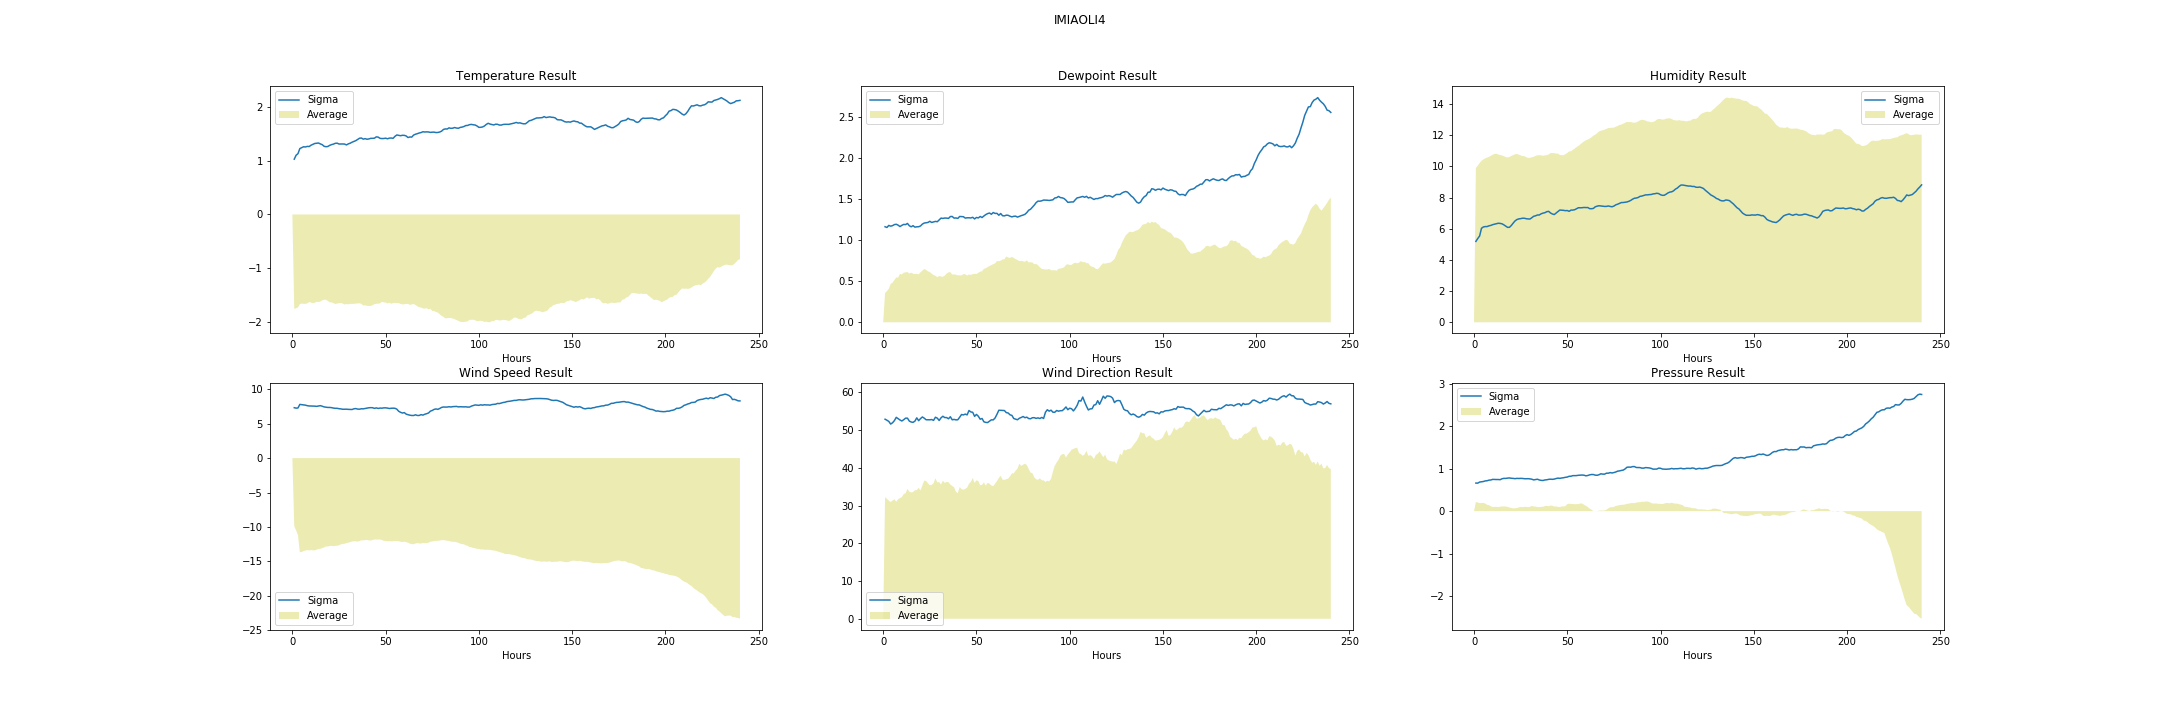 IMIAOLI4
Temperature Result
Sigma
Average
2
1
0
−1
−2
0 50 100 150 200 250
Hours
Dewpoint Result
Sigma
Average
2.5
2.0
1.5
1.0
0.5
0.0
0 50 100 150 200 250
Hours
Humidity Result
Sigma
Average
14
12
10
8
6
4
2
0
0 50 100 150 200 250
Hours
Wind Speed Result
10
5
0
−5
−10
−15
−20
−25
Sigma
Average
0 50 100 150 200 250
Hours
Wind Direction Result
60
50
40
30
20
10
0
Sigma
Average
0 50 100 150 200 250
Hours
Pressure Result
Sigma
Average
3
2
1
0
−1
−2
0 50 100 150 200 250
Hours